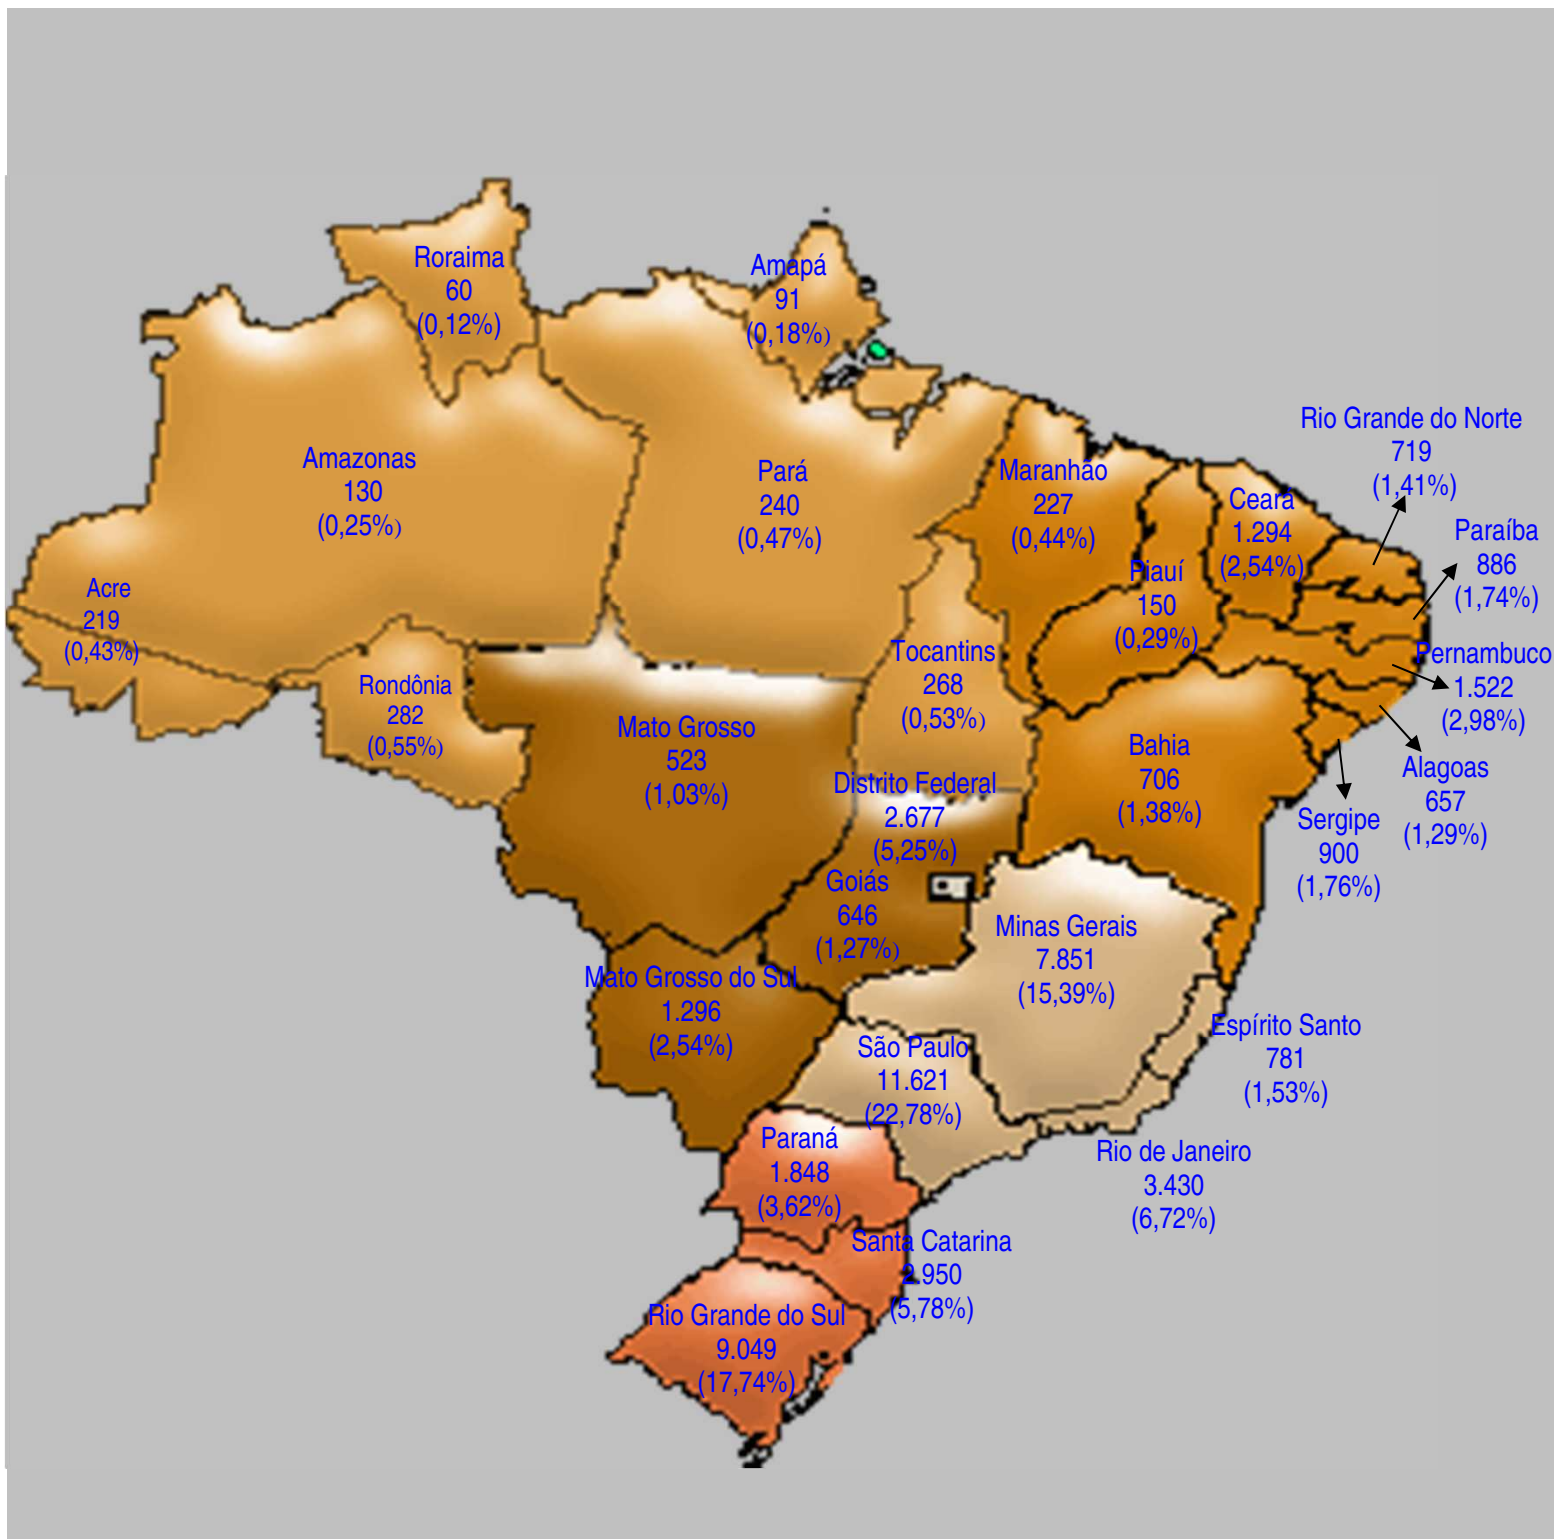 Roraima
60
(0,12%)
Amapá
91
(0,18%)
Amazonas
130
(0,25%)
Pará
240
(0,47%)
Maranhão
227
(0,44%)
Piauí
150
(0,29%)
Ceará
1.294
(2,54%)
Rio Grande do Norte
719
(1,41%)
Paraíba
886
(1,74%)
Pernambuco
1.522
(2,98%)
Alagoas
657
(1,29%)
Sergipe
900
(1,76%)
Acre
219
(0,43%)
Rondônia
282
(0,55%)
Mato Grosso
523
(1,03%)
Tocantins
268
(0,53%)
Bahia
706
(1,38%)
Distrito Federal
2.677
(5,25%)
Goiás
646
(1,27%)
Mato Grosso do Sul
1.296
(2,54%)
Minas Gerais
7.851
(15,39%)
Espírito Santo
781
(1,53%)
São Paulo
11.621
(22,78%)
Rio de Janeiro
3.430
(6,72%)
Paraná
1.848
(3,62%)
Santa Catarina
2.950
(5,78%)
Rio Grande do Sul
9.049
(17,74%)